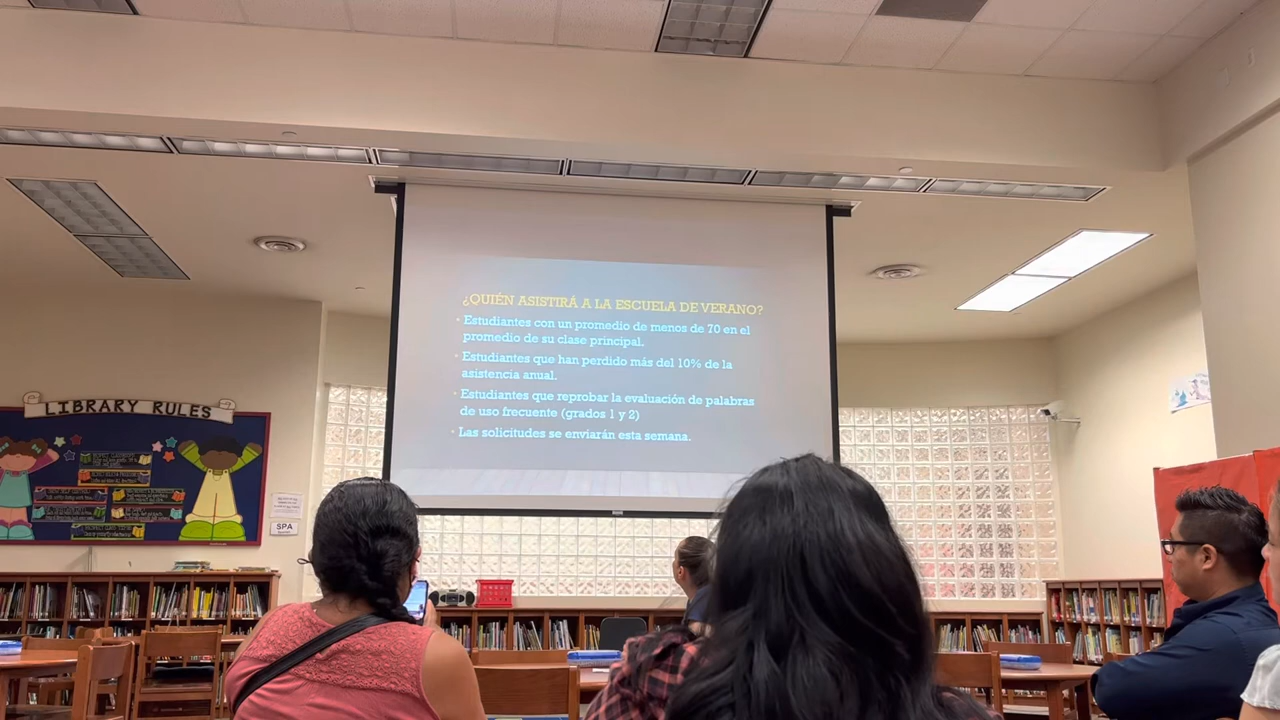 ¿QUIÉN ASISTIRÁ A LA ESCUELA DE VERANO?
• Estudiantes con un promedio de menos de 70 en el
promedio de su clase principal.
• Estudiantes que han perdido más del 10% de la
asistencia anual.
• Estudiantes que reprobar la evaluación de palabras
de uso frecuente (grados 1 y 2)
• Las solicitudes se enviarán esta semana.
LIBRARY RULES
SPA